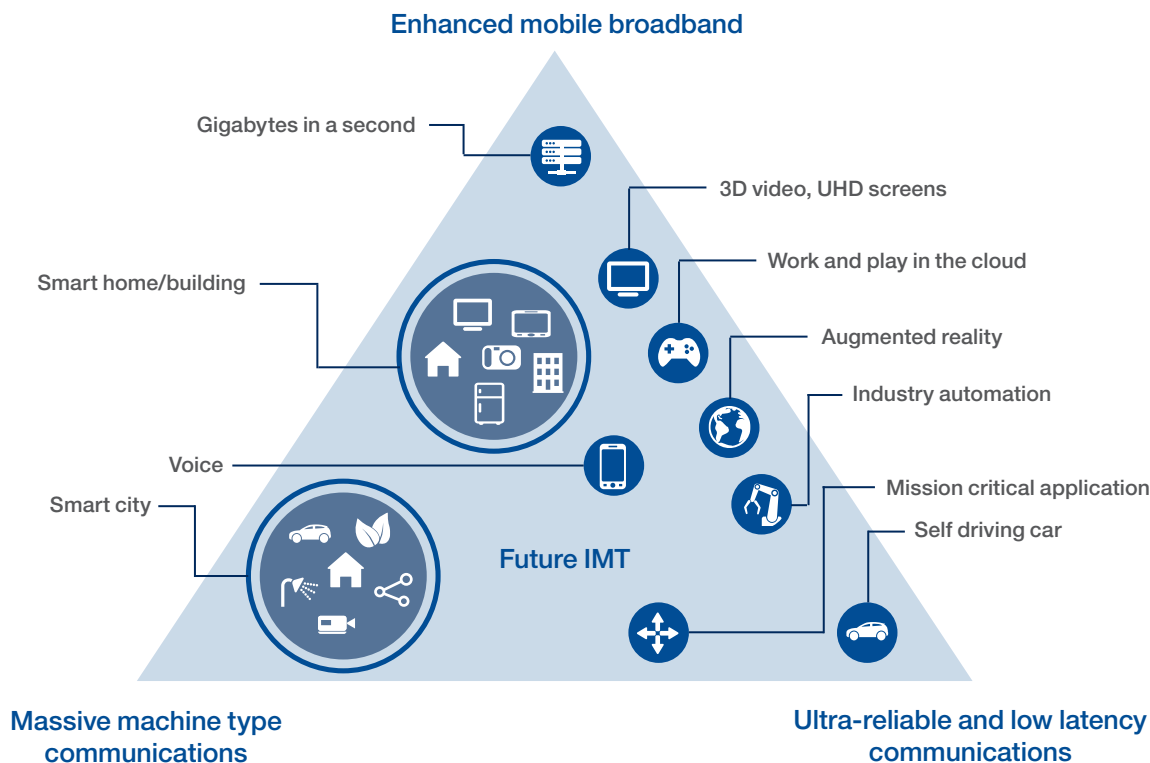 Enhanced mobile broadband
Gigabytes in a second
3D video, UHD screens
Work and play in the cloud
Smart home/building
Augmented reality
Industry automation
Voice
Mission critical application
Smart city
Self driving car
Future IMT
Massive machine type
communications
Ultra-reliable and low latency
communications